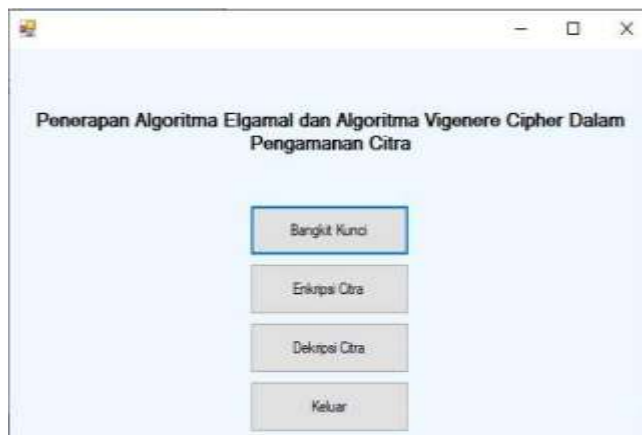 Penerapan Algoritma Elgamal dan Algoritma Vigenere Cipher Dalam
Pengamanan Citra
Bangkit Kunci
Enkripsi Citra
Dekripsi Citra
Keluar